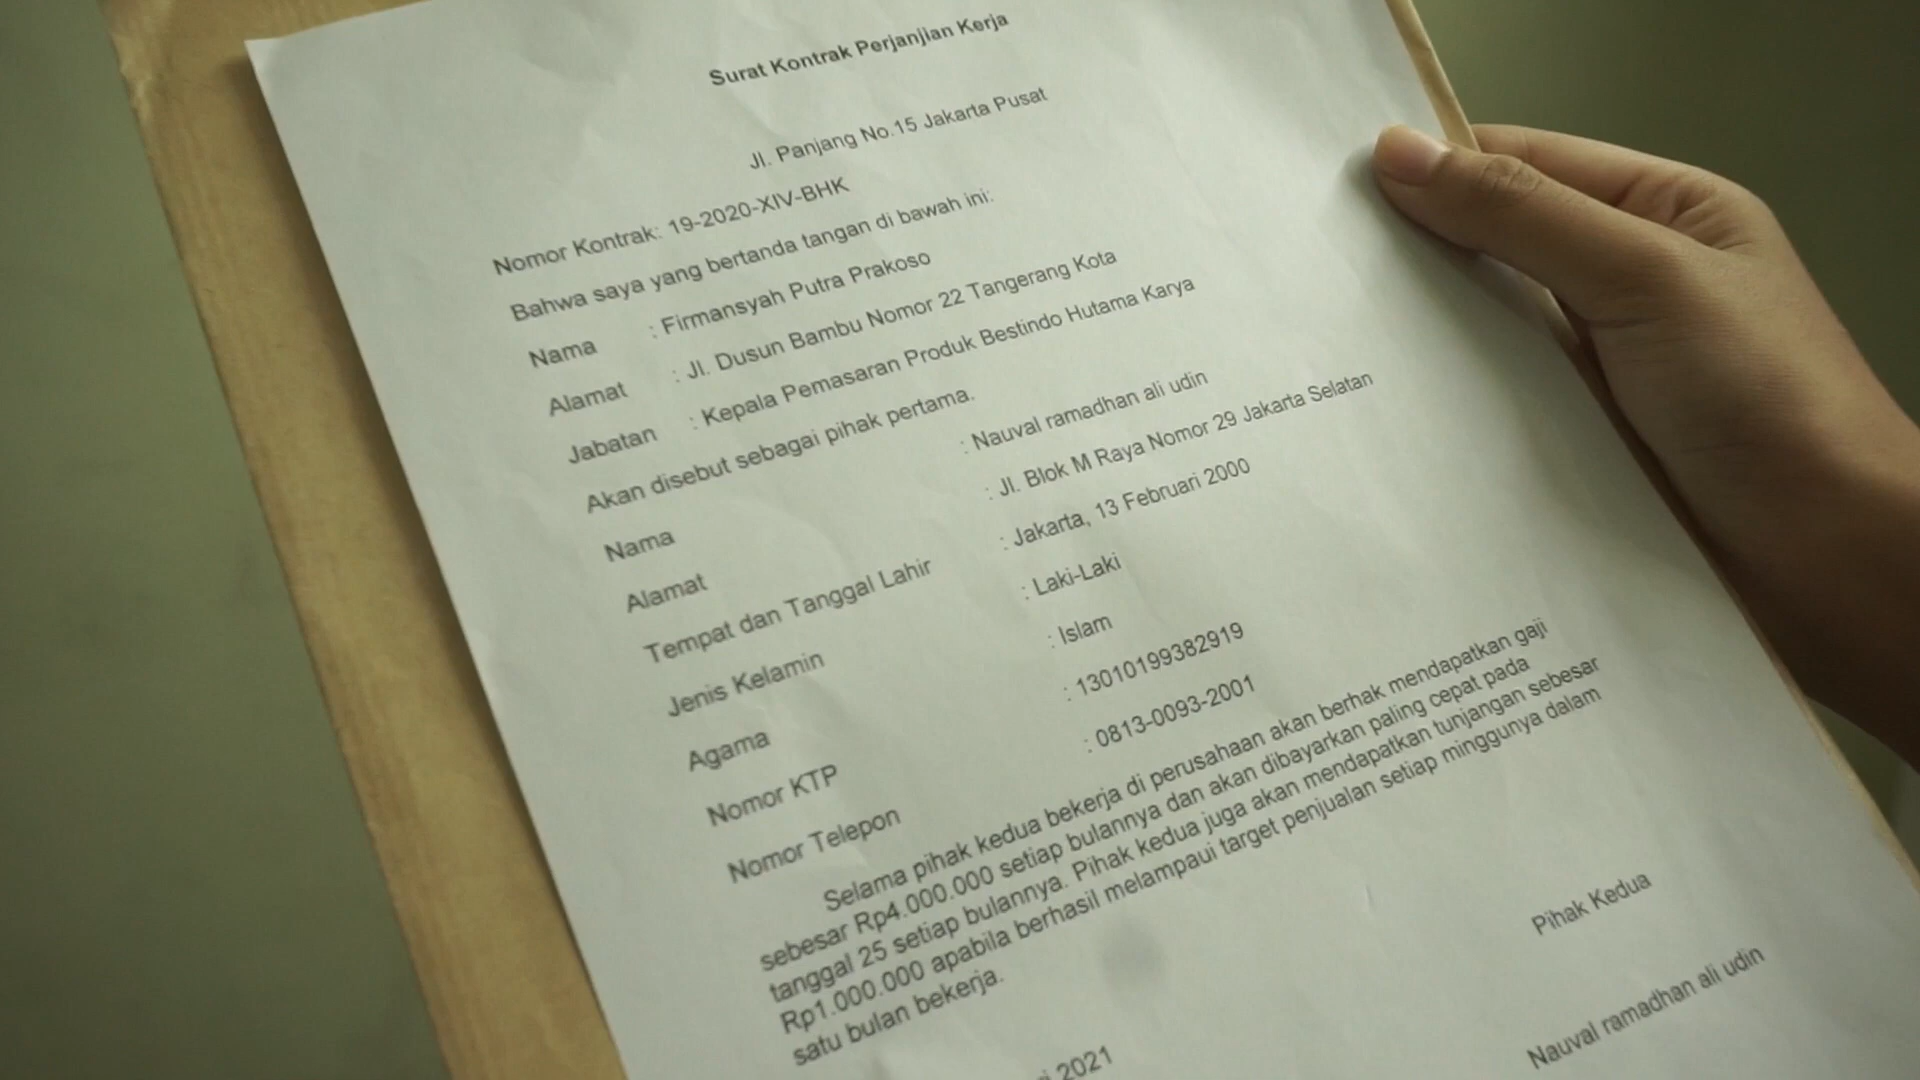 Surat Kontrak Perjanjian Kerja
Jl. Panjang No.15 Jakarta Pusat
Nomor Kontrak: 19-2020-XIV-BHK
Bahwa saya yang bertanda tangan di bawah ini:
Nama : Firmansyah Putra Prakoso
Alamat : Jl. Dusun Bambu Nomor 22 Tangerang Kota
Jabatan : Kepala Pemasaran Produk Bestindo Hutama Karya
Akan disebut sebagai pihak pertama.
Nama : Nauval ramadhan ali udin
Alamat : Jl. Blok M Raya Nomor 29 Jakarta Selatan
Tempat dan Tanggal Lahir : Jakarta, 13 Februari 2000
Jenis Kelamin : Laki-Laki
Agama : Islam
Nomor KTP : 13010199382919
Nomor Telepon : 0813-0093-2001
Selama pihak kedua bekerja di perusahaan akan berhak mendapatkan gaji
sebesar Rp4.000.000 setiap bulannya dan akan dibayarkan paling cepat pada
tanggal 25 setiap bulannya. Pihak kedua juga akan mendapatkan tunjangan sebesar
Rp1.000.000 apabila berhasil melampaui target penjualan setiap minggunya dalam
satu bulan bekerja.
2021
Pihak Kedua
Nauval ramadhan ali udin